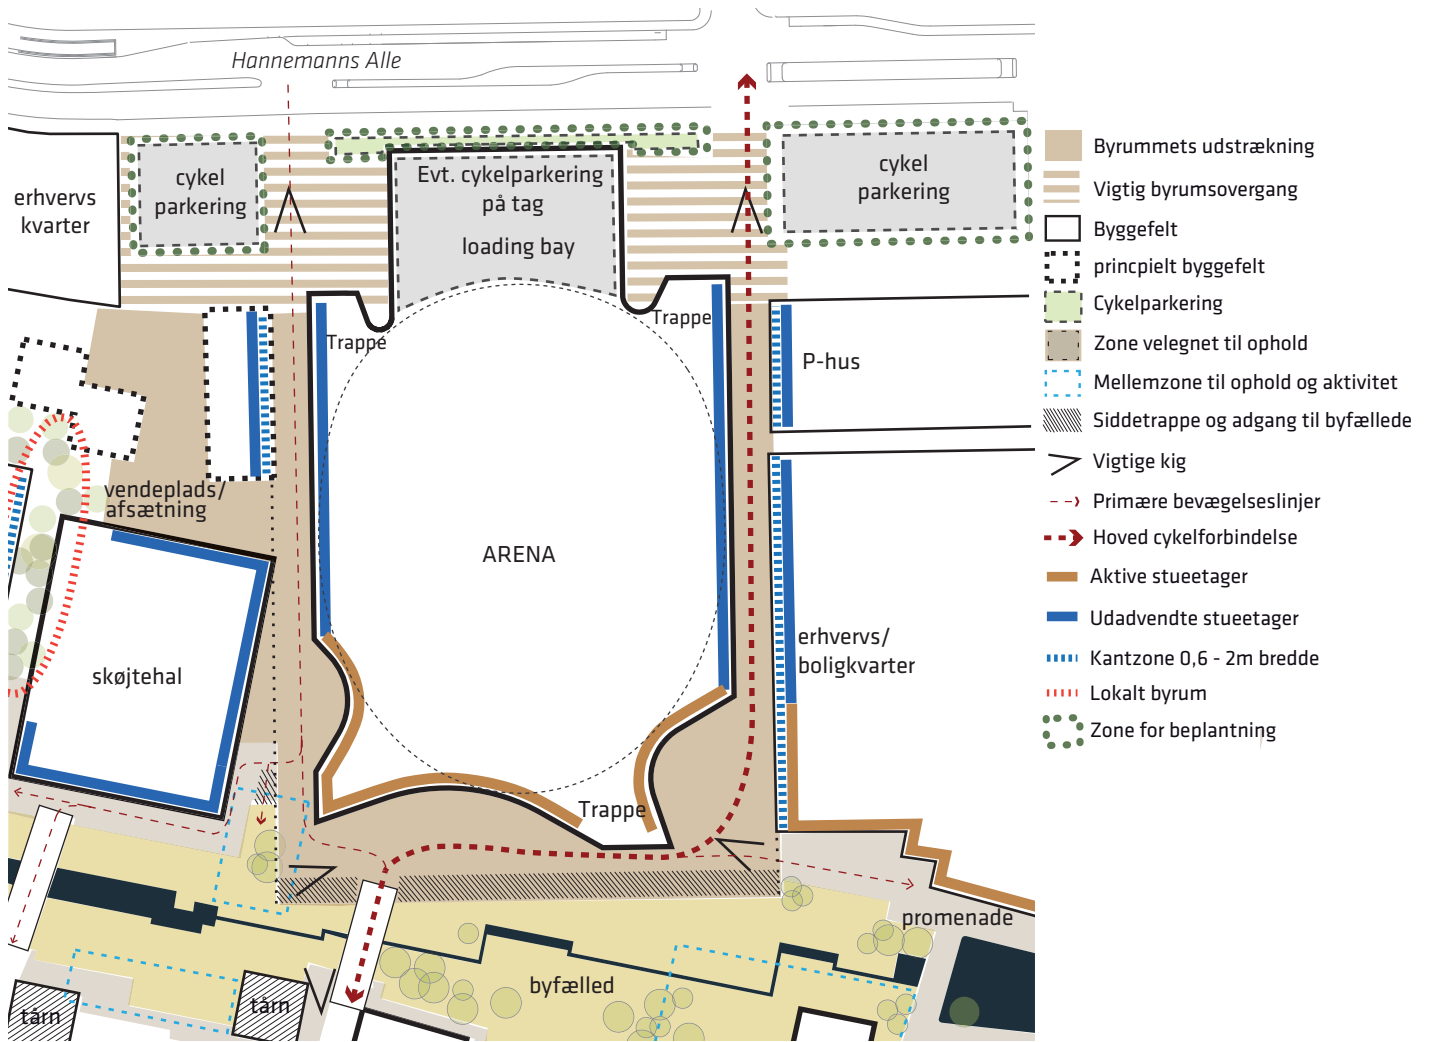 Hannemanns Alle
erhvervs
kvarter
cykel
parkering
Evt. cykelparkering
på tag
loading bay
cykel
parkering
Trappe
Trappe
P-hus
vendeplads/
afsætning
ARENA
skøjtehal
erhvervs/
boligkvarter
Trappe
promenade
byfælled
tårn
tårn
Byrummets udstrækning
Vigtig byrumsovergang
Byggefelt
princpielt byggefelt
Cykelparkering
Zone velegnet til ophold
Mellemzone til ophold og aktivitet
Siddetrappe og adgang til byfællede
Vigtige kig
Primære bevægelseslinjer
Hoved cykelforbindelse
Aktive stueetager
Udadvendte stueetager
Kantzone 0,6 - 2m bredde
Lokalt byrum
Zone for beplantning